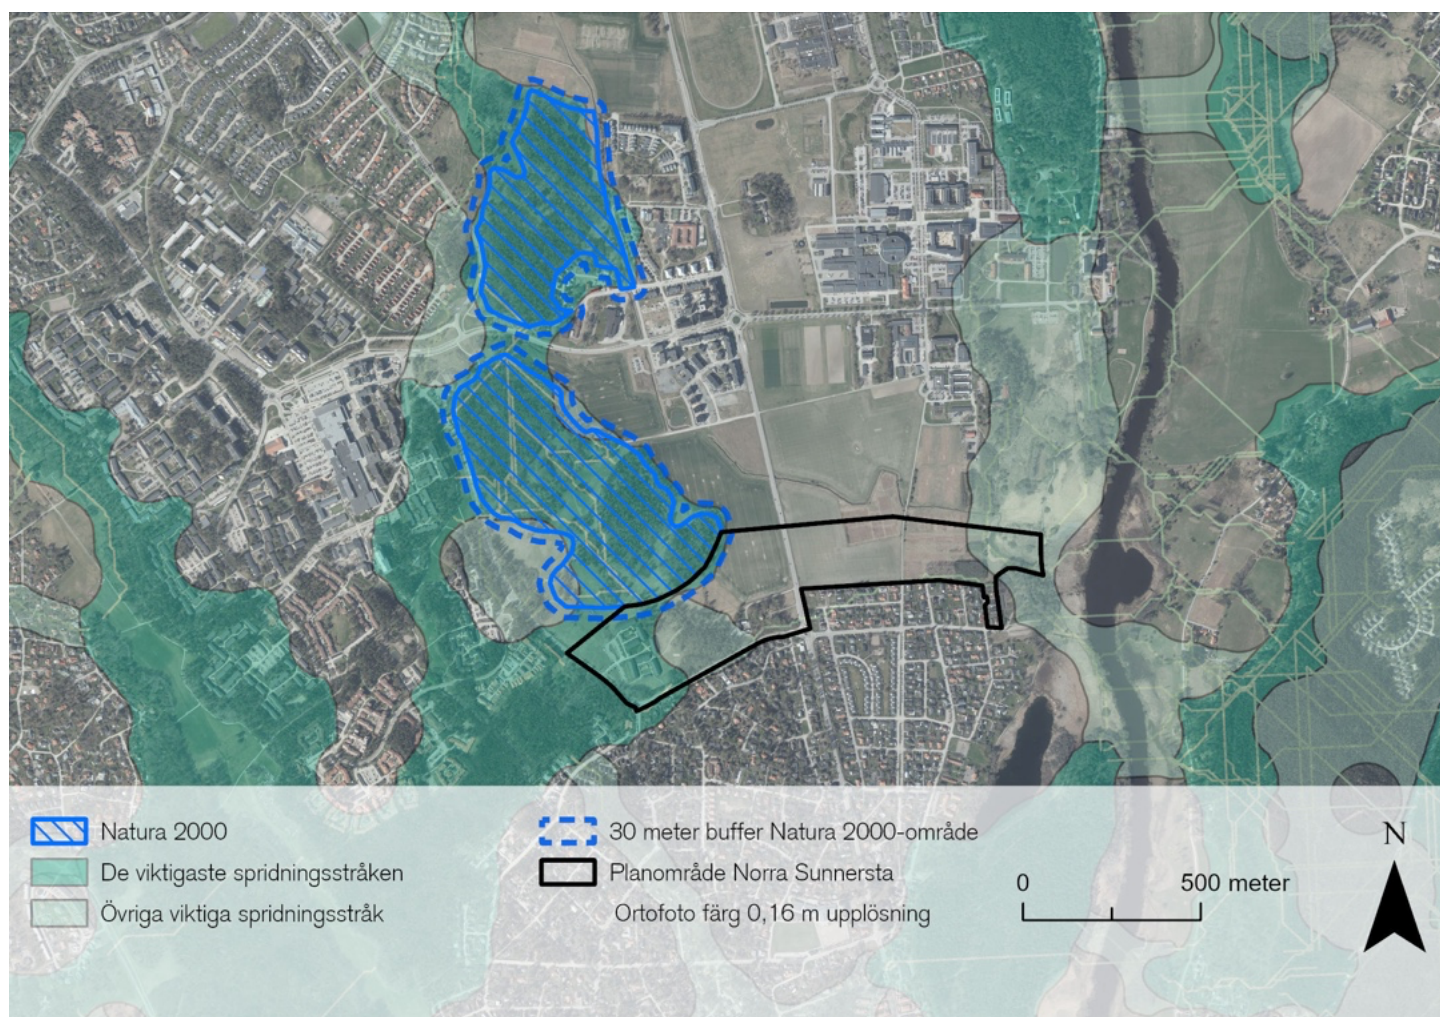 Natura 2000
De viktigaste spridningsstråken
Övriga viktiga spridningsstråk
30 meter buffer Natura 2000-område
Planområde Norra Sunnersta
Ortofoto färg 0,16 m upplösning
0 500 meter
N